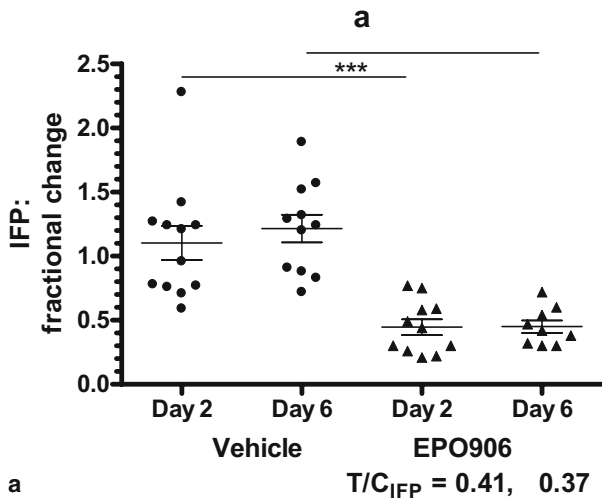 a
***
2.5
2.0
1.5
1.0
0.5
0.0
IFP:
fractional change
Day 2 Day 6 Day 2 Day 6
Vehicle EPO906
a T/CIFP = 0.41, 0.37